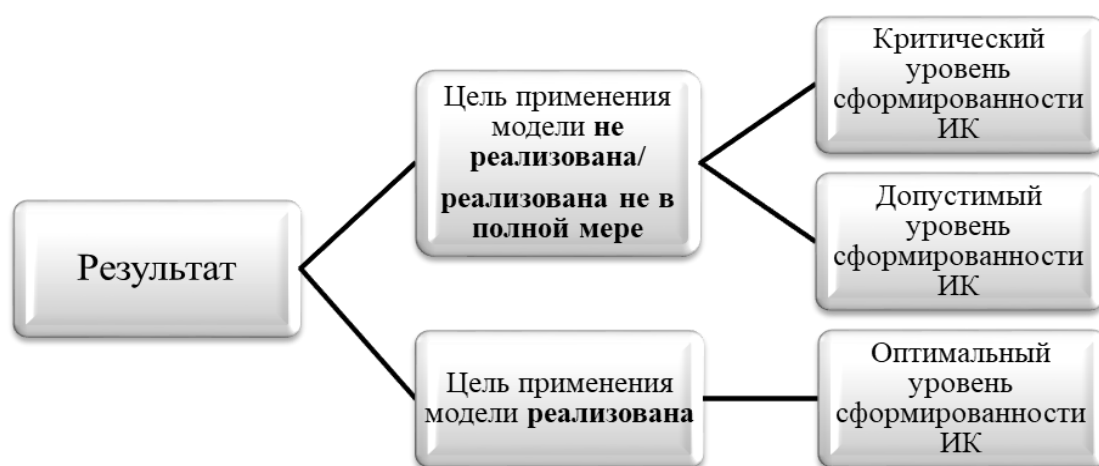 Результат
Цель применения
модели не
реализована/
реализована не в
полной мере
Цель применения
модели реализована
Критический
уровень
сформированности
ИК
Допустимый
уровень
сформированности
ИК
Оптимальный
уровень
сформированности
ИК